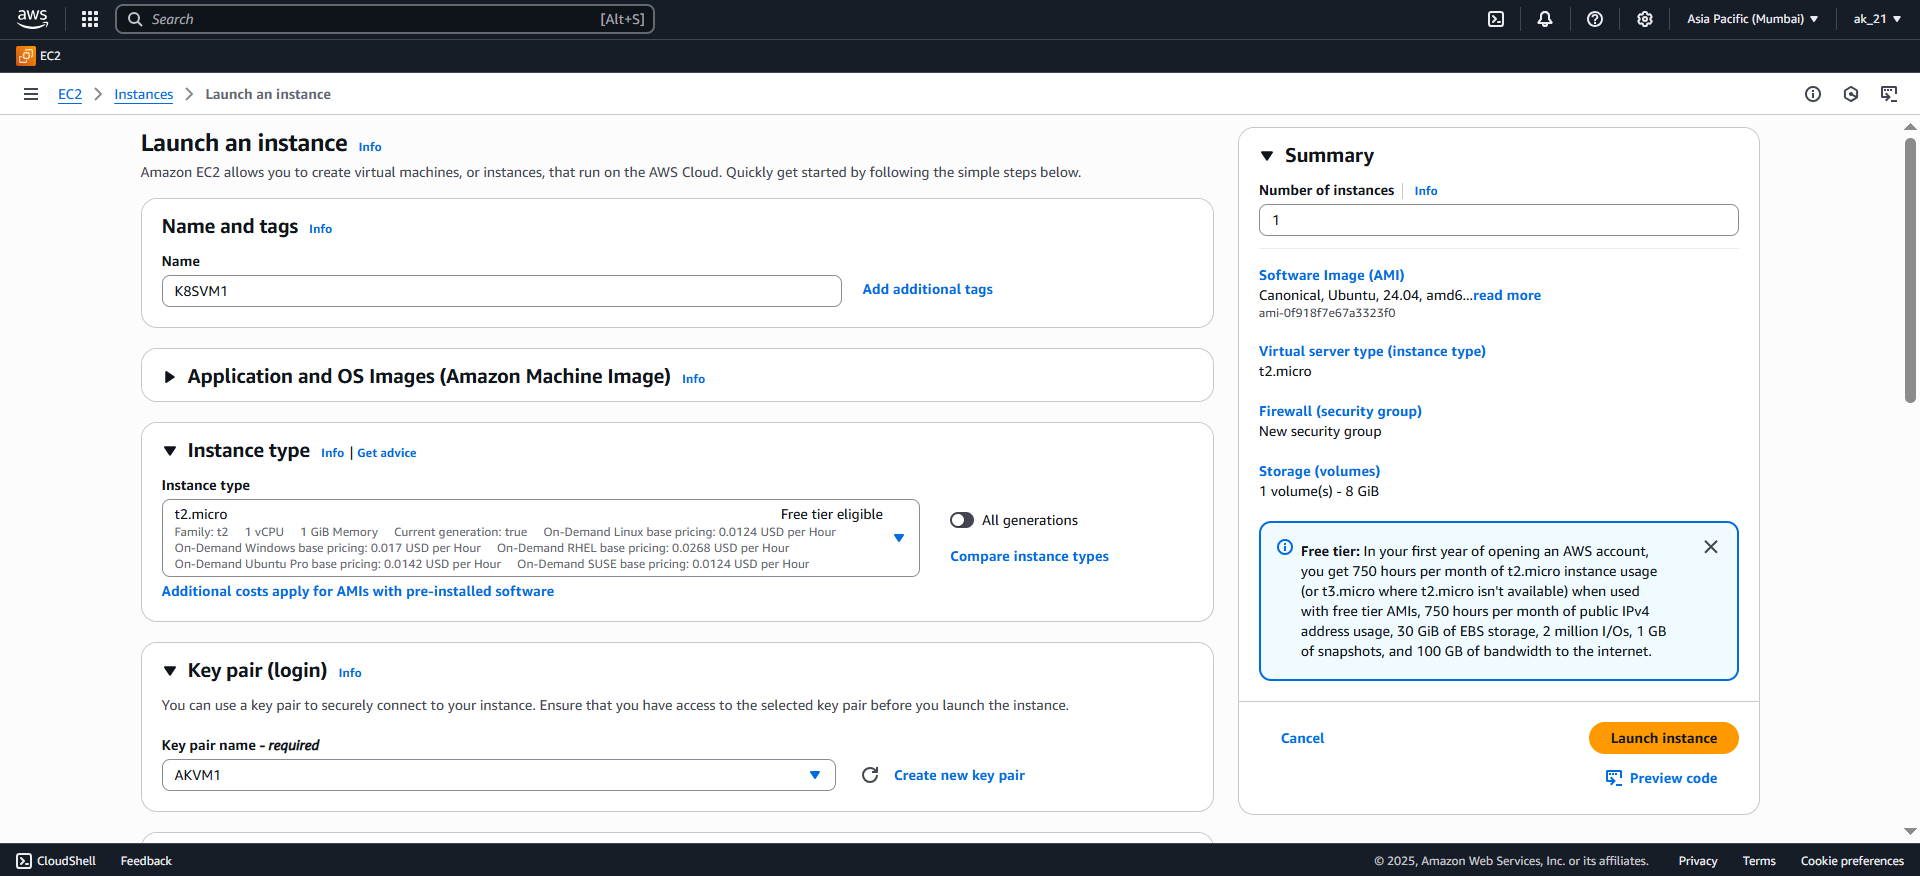 aws
Search [Alt+S]
Asia Pacific (Mumbai)
ak_21
EC2
EC2 Instances Launch an instance
Launch an instance Info
Amazon EC2 allows you to create virtual machines, or instances, that run on the AWS Cloud. Quickly get started by following the simple steps below.
Name and tags Info
Name
K8SVM1
Add additional tags
Application and OS Images (Amazon Machine Image) Info
Instance type Info | Get advice
Instance type
t2.micro Free tier eligible
Family: t2 1 vCPU 1 GiB Memory Current generation: true On-Demand Linux base pricing: 0.0124 USD per Hour
On-Demand Windows base pricing: 0.017 USD per Hour On-Demand RHEL base pricing: 0.0268 USD per Hour
On-Demand Ubuntu Pro base pricing: 0.0142 USD per Hour On-Demand SUSE base pricing: 0.0124 USD per Hour
All generations
Compare instance types
Additional costs apply for AMIs with pre-installed software
Key pair (login) Info
You can use a key pair to securely connect to your instance. Ensure that you have access to the selected key pair before you launch the instance.
Key pair name - required
AKVM1
Create new key pair
Summary
Number of instances Info
1
Software Image (AMI)
Canonical, Ubuntu, 24.04, amd6...read more
ami-0f918f7e67a3323f0
Virtual server type (instance type)
t2.micro
Firewall (security group)
New security group
Storage (volumes)
1 volume(s) - 8 GiB
Free tier: In your first year of opening an AWS account,
you get 750 hours per month of t2.micro instance usage
(or t3.micro where t2.micro isn't available) when used
with free tier AMIs, 750 hours per month of public IPv4
address usage, 30 GiB of EBS storage, 2 million I/Os, 1 GB
of snapshots, and 100 GB of bandwidth to the internet.
Cancel
Launch instance
Preview code
CloudShell Feedback
© 2025, Amazon Web Services, Inc. or its affiliates. Privacy Terms Cookie preferences